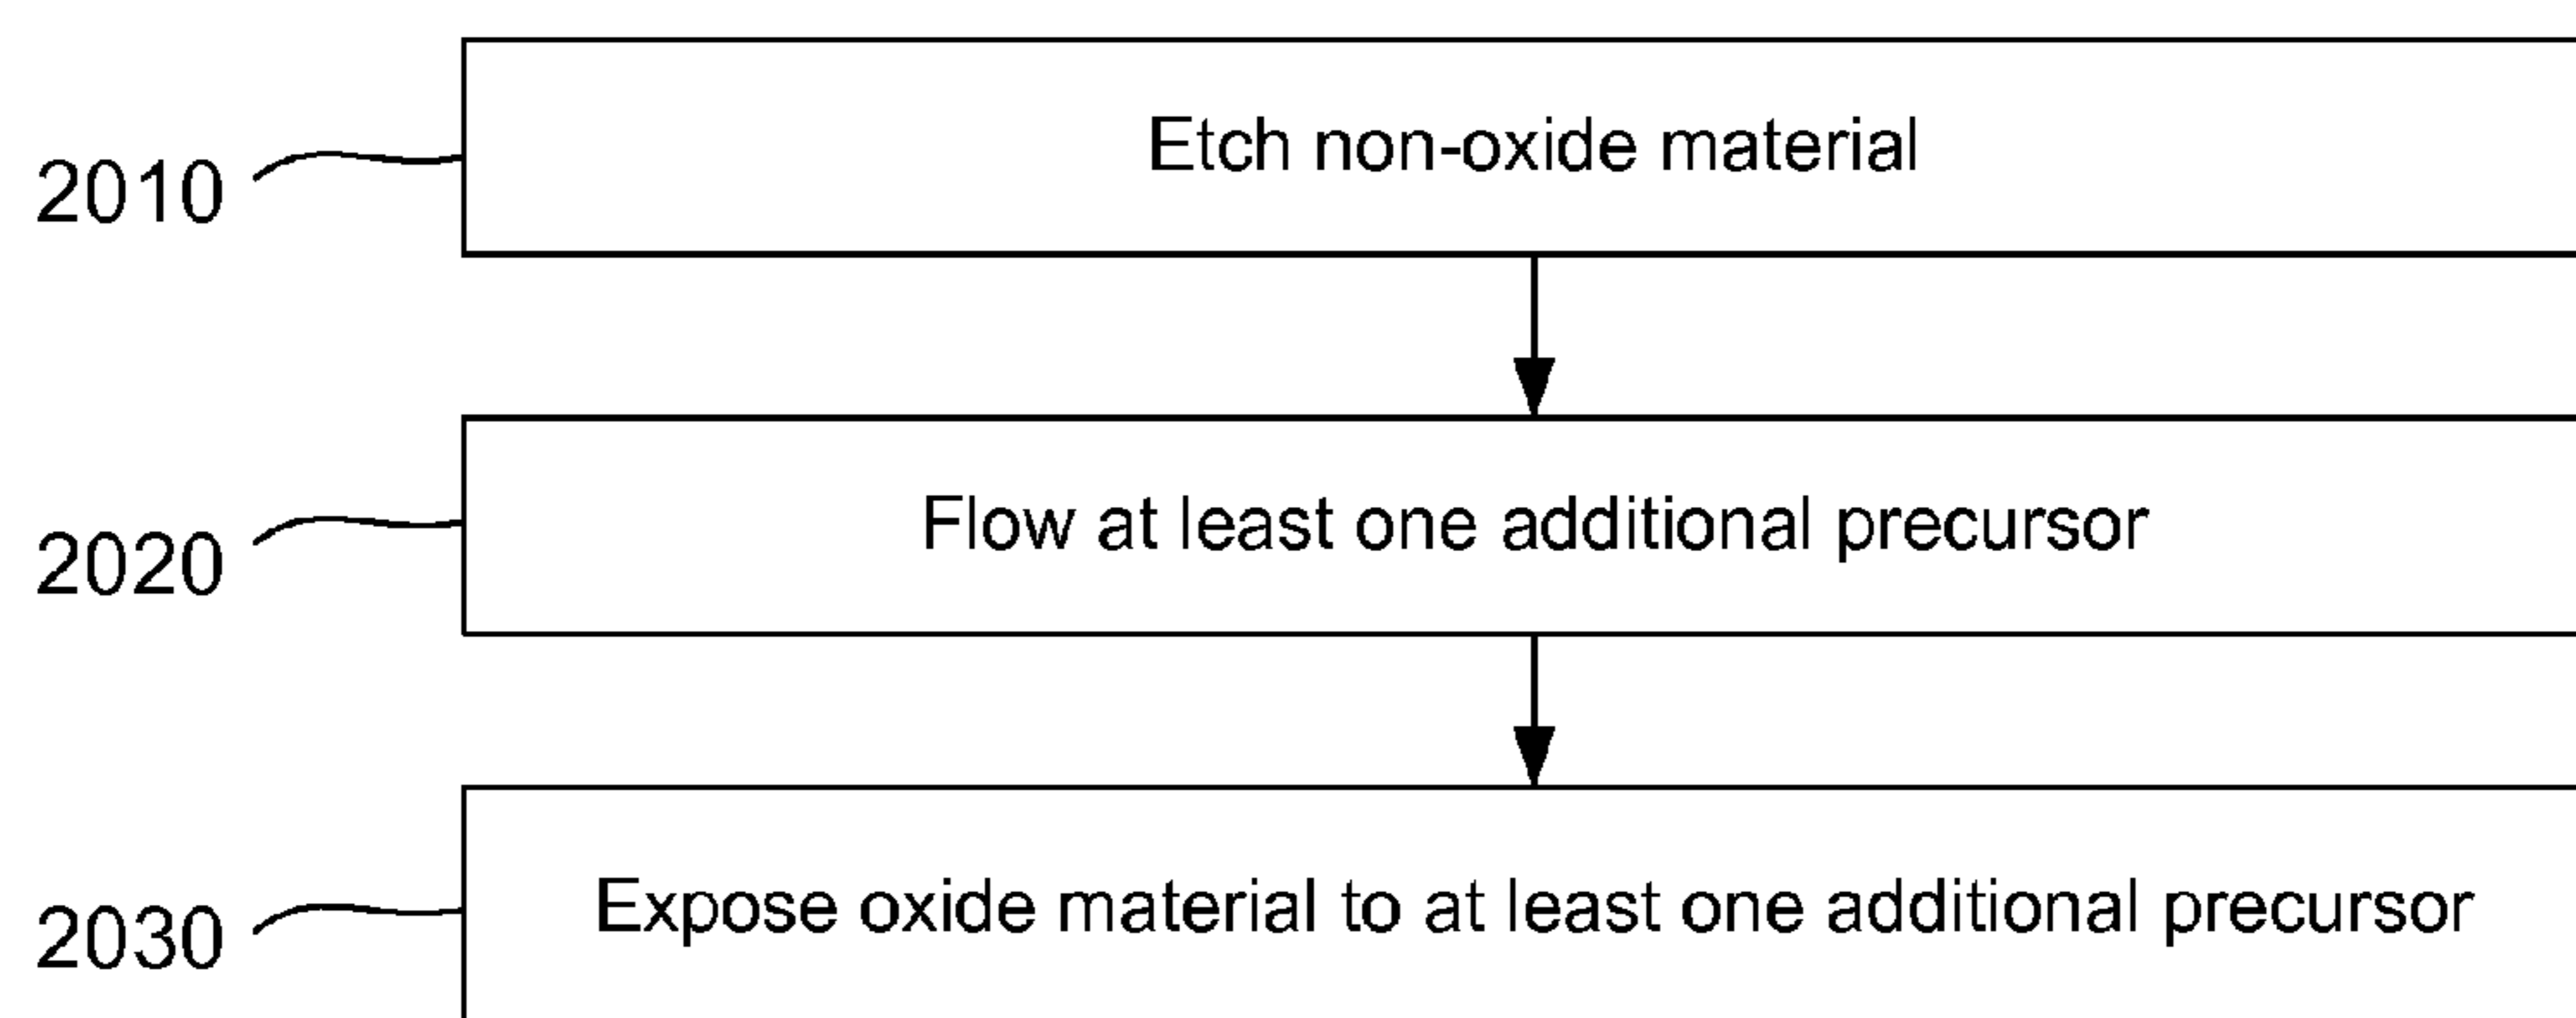 Etch non-oxide material
2010
Flow at least one additional precursor
2020
Expose oxide material to at least one additional precursor
2030